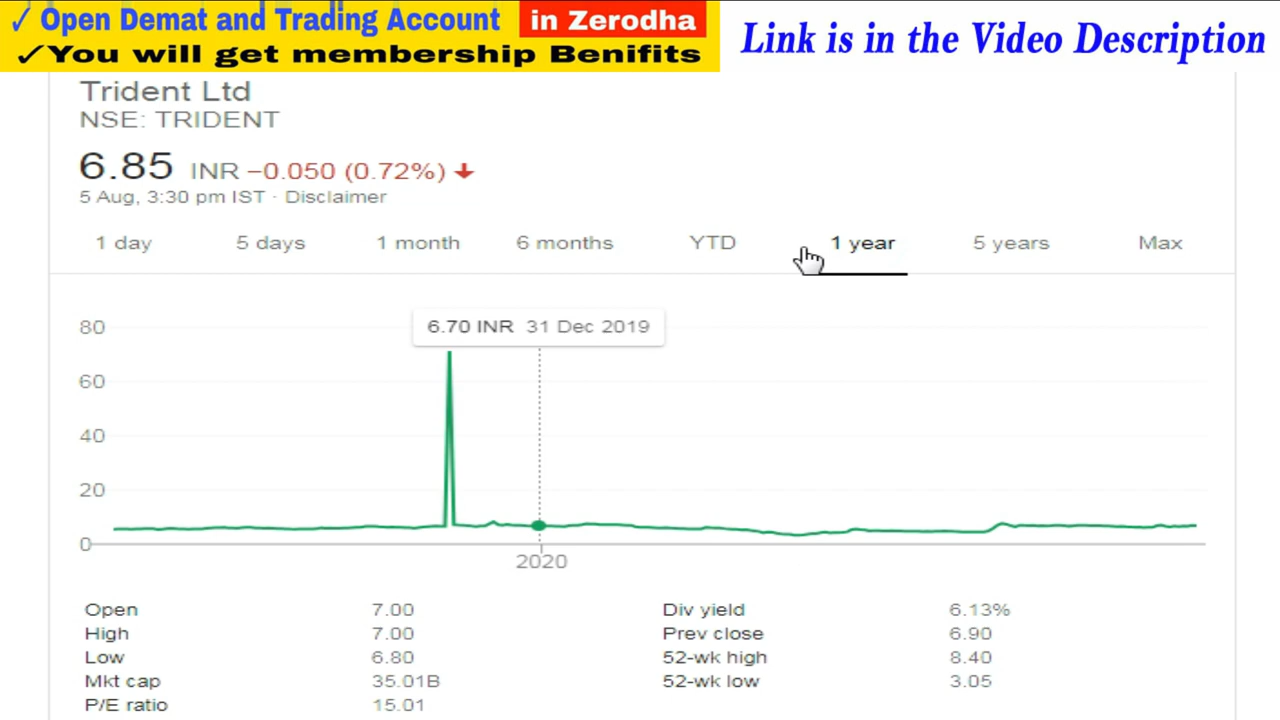 ✓ Open Demat and Trading Account in Zerodha
✓You will get membership Benifits
Link is in the Video Description
Trident Ltd
NSE: TRIDENT
6.85 INR −0.050 (0.72%) ↓
5 Aug, 3:30 pm IST · Disclaimer
1 day 5 days 1 month 6 months YTD 1 year 5 years Max
6.70 INR 31 Dec 2019
80
60
40
20
0
2020
Open 7.00 Div yield 6.13%
High 7.00 Prev close 6.90
Low 6.80 52-wk high 8.40
Mkt cap 35.01B 52-wk low 3.05
P/E ratio 15.01